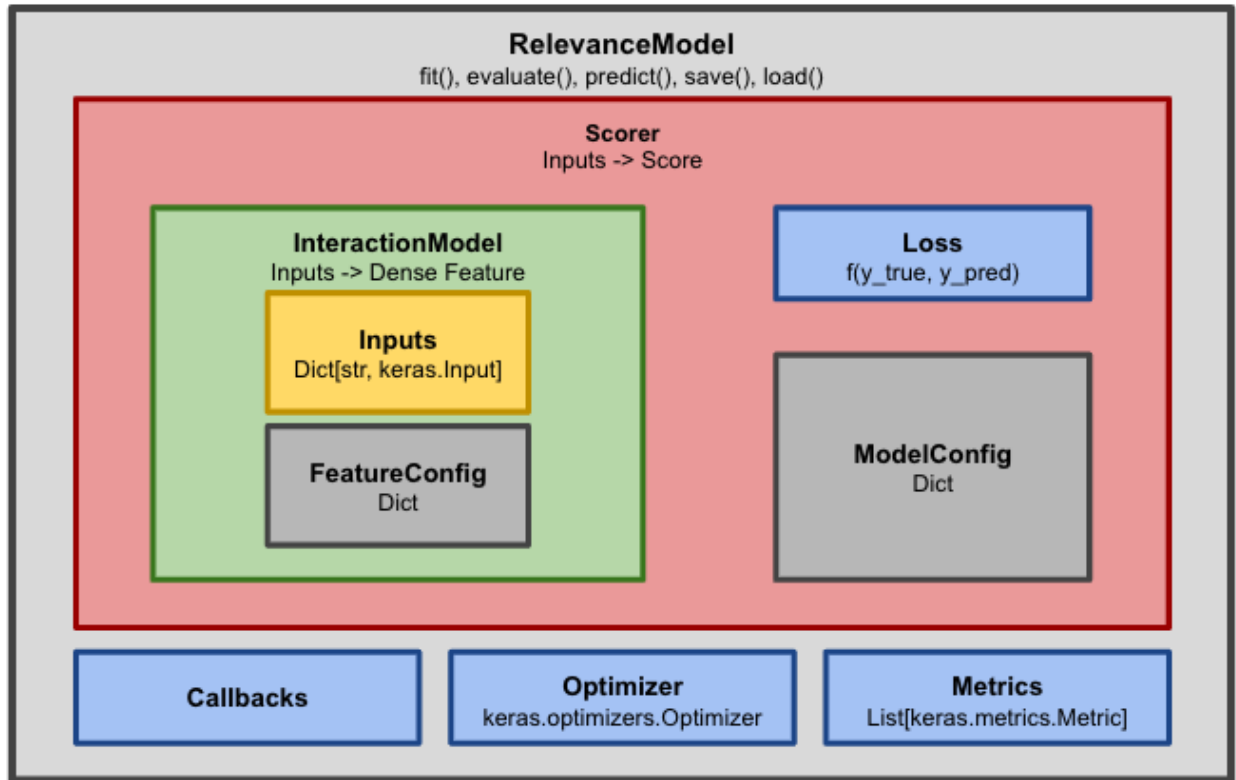 RelevanceModel
fit(), evaluate(), predict(), save(), load()
Scorer
Inputs -> Score
InteractionModel
Inputs -> Dense Feature
Inputs
Dict[str, keras.Input]
FeatureConfig
Dict
Loss
f(y_true, y_pred)
ModelConfig
Dict
Callbacks
Optimizer
keras.optimizers.Optimizer
Metrics
List[keras.metrics.Metric]